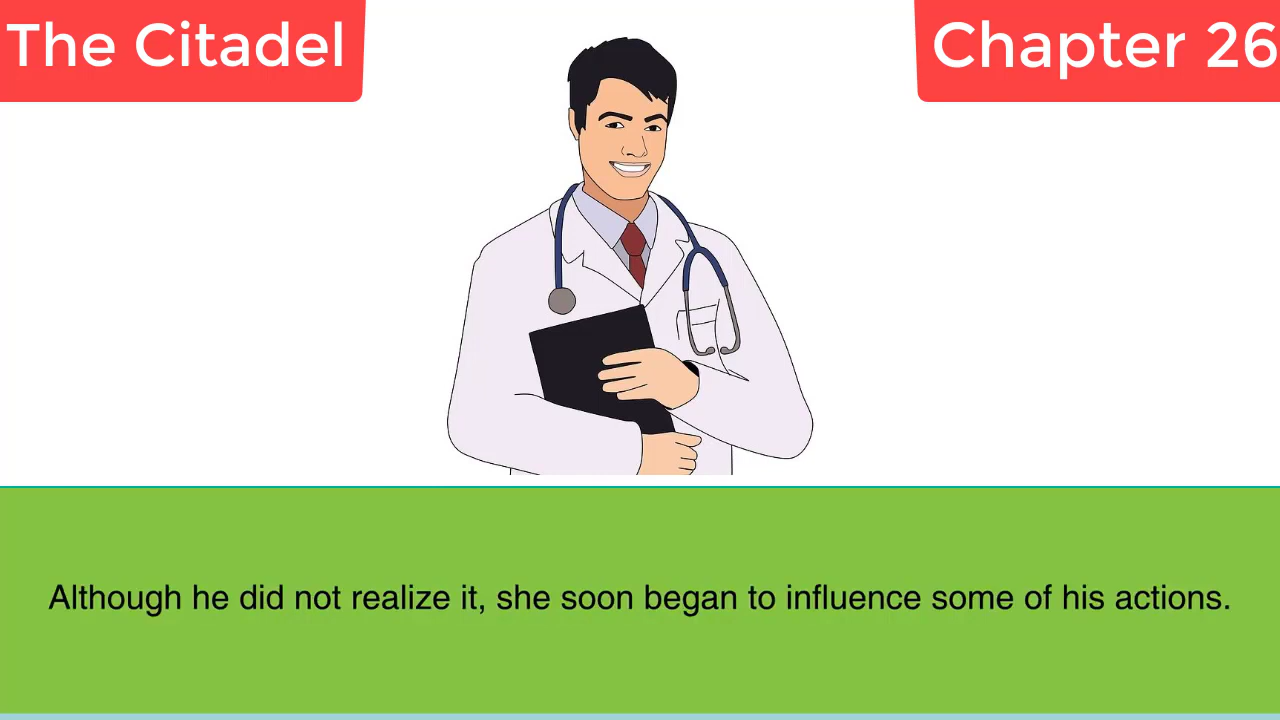 The Citadel
Chapter 26
Although he did not realize it, she soon began to influence some of his actions.